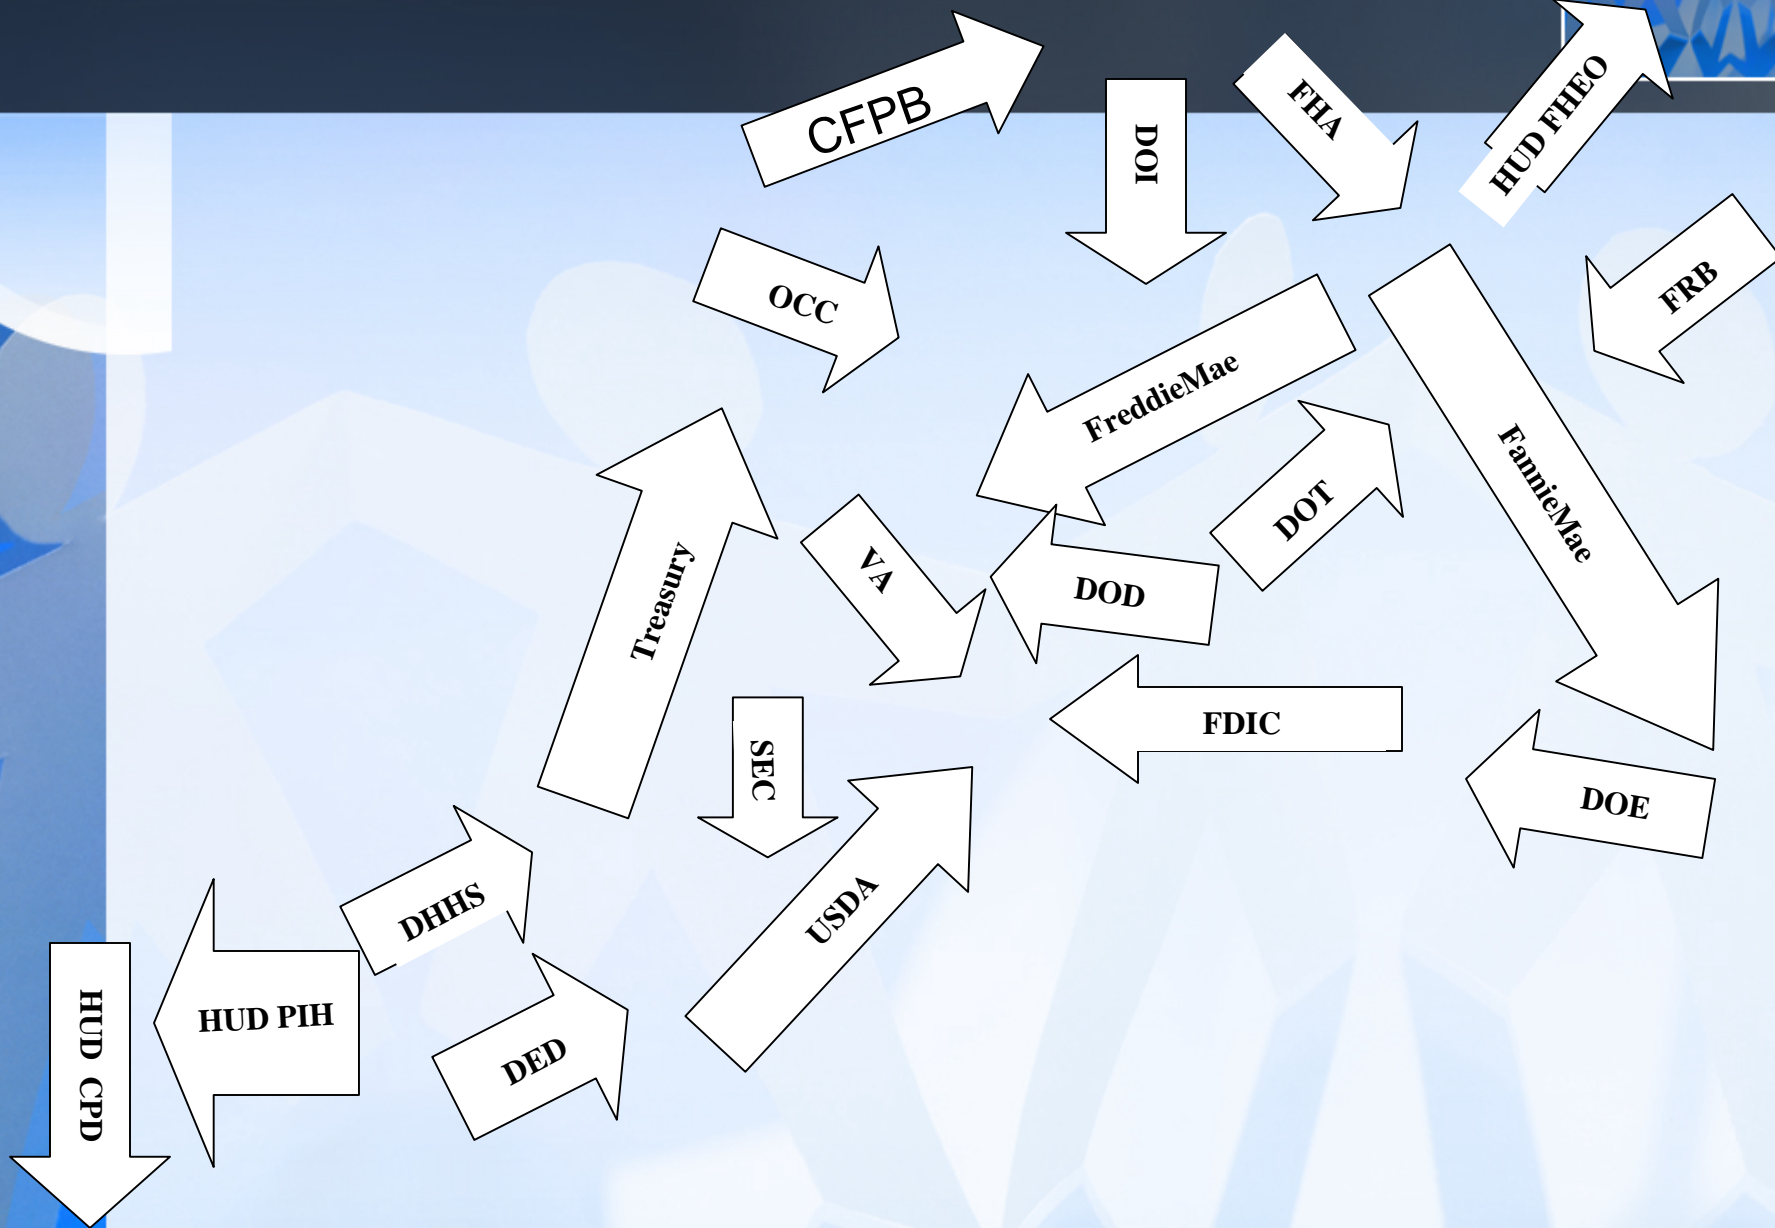 CFPB
DOI
FHA
HUD FHEO
OCC
FRB
FreddieMae
FannieMae
DOT
Treasury
VA
DOD
FDIC
SEC
DOE
USDA
DHHS
HUD PIH
DED
HUD CPD